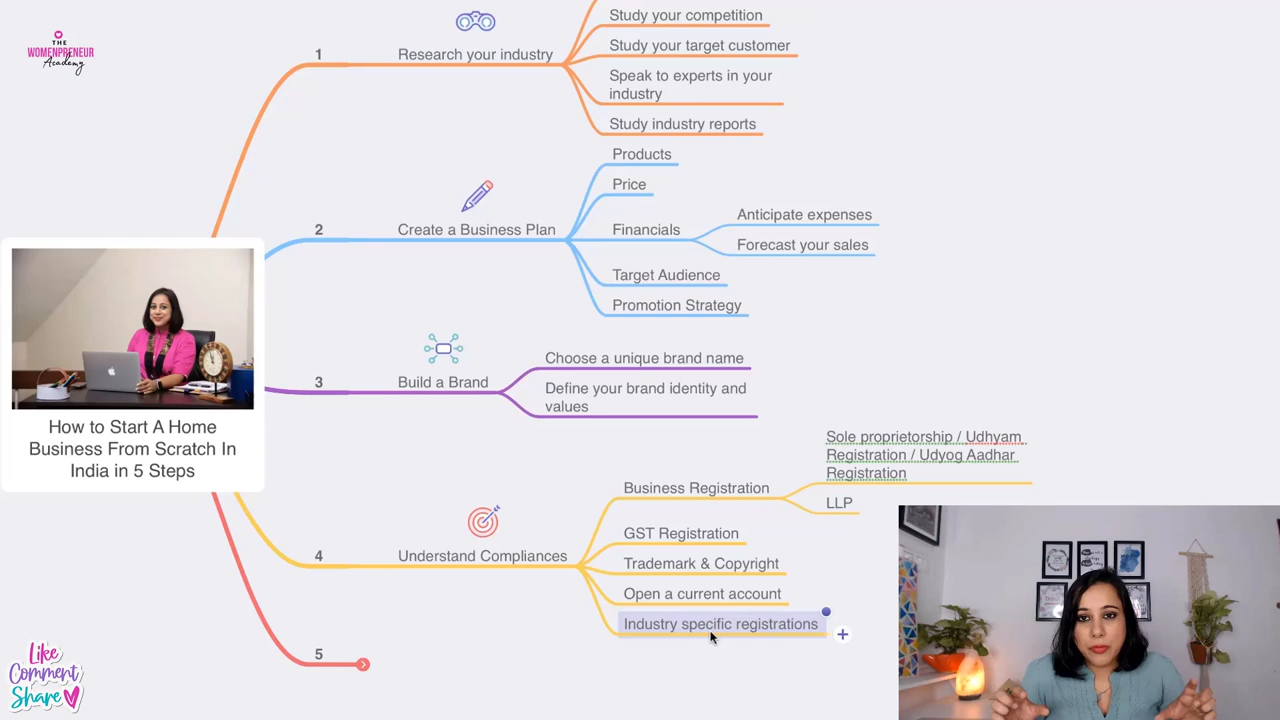 THE
WOMENPRENEUR
Academy
1
Research your industry
Study your competition
Study your target customer
Speak to experts in your
industry
Study industry reports
2
Create a Business Plan
Products
Price
Financials
Anticipate expenses
Forecast your sales
Target Audience
Promotion Strategy
How to Start A Home
Business From Scratch In
India in 5 Steps
3
Build a Brand
Choose a unique brand name
Define your brand identity and
values
4
Understand Compliances
Business Registration
Sole proprietorship / Udhyam
Registration / Udyog Aadhar
Registration
LLP
GST Registration
Trademark & Copyright
Open a current account
Industry specific registrations
5
Like
Comment
Share